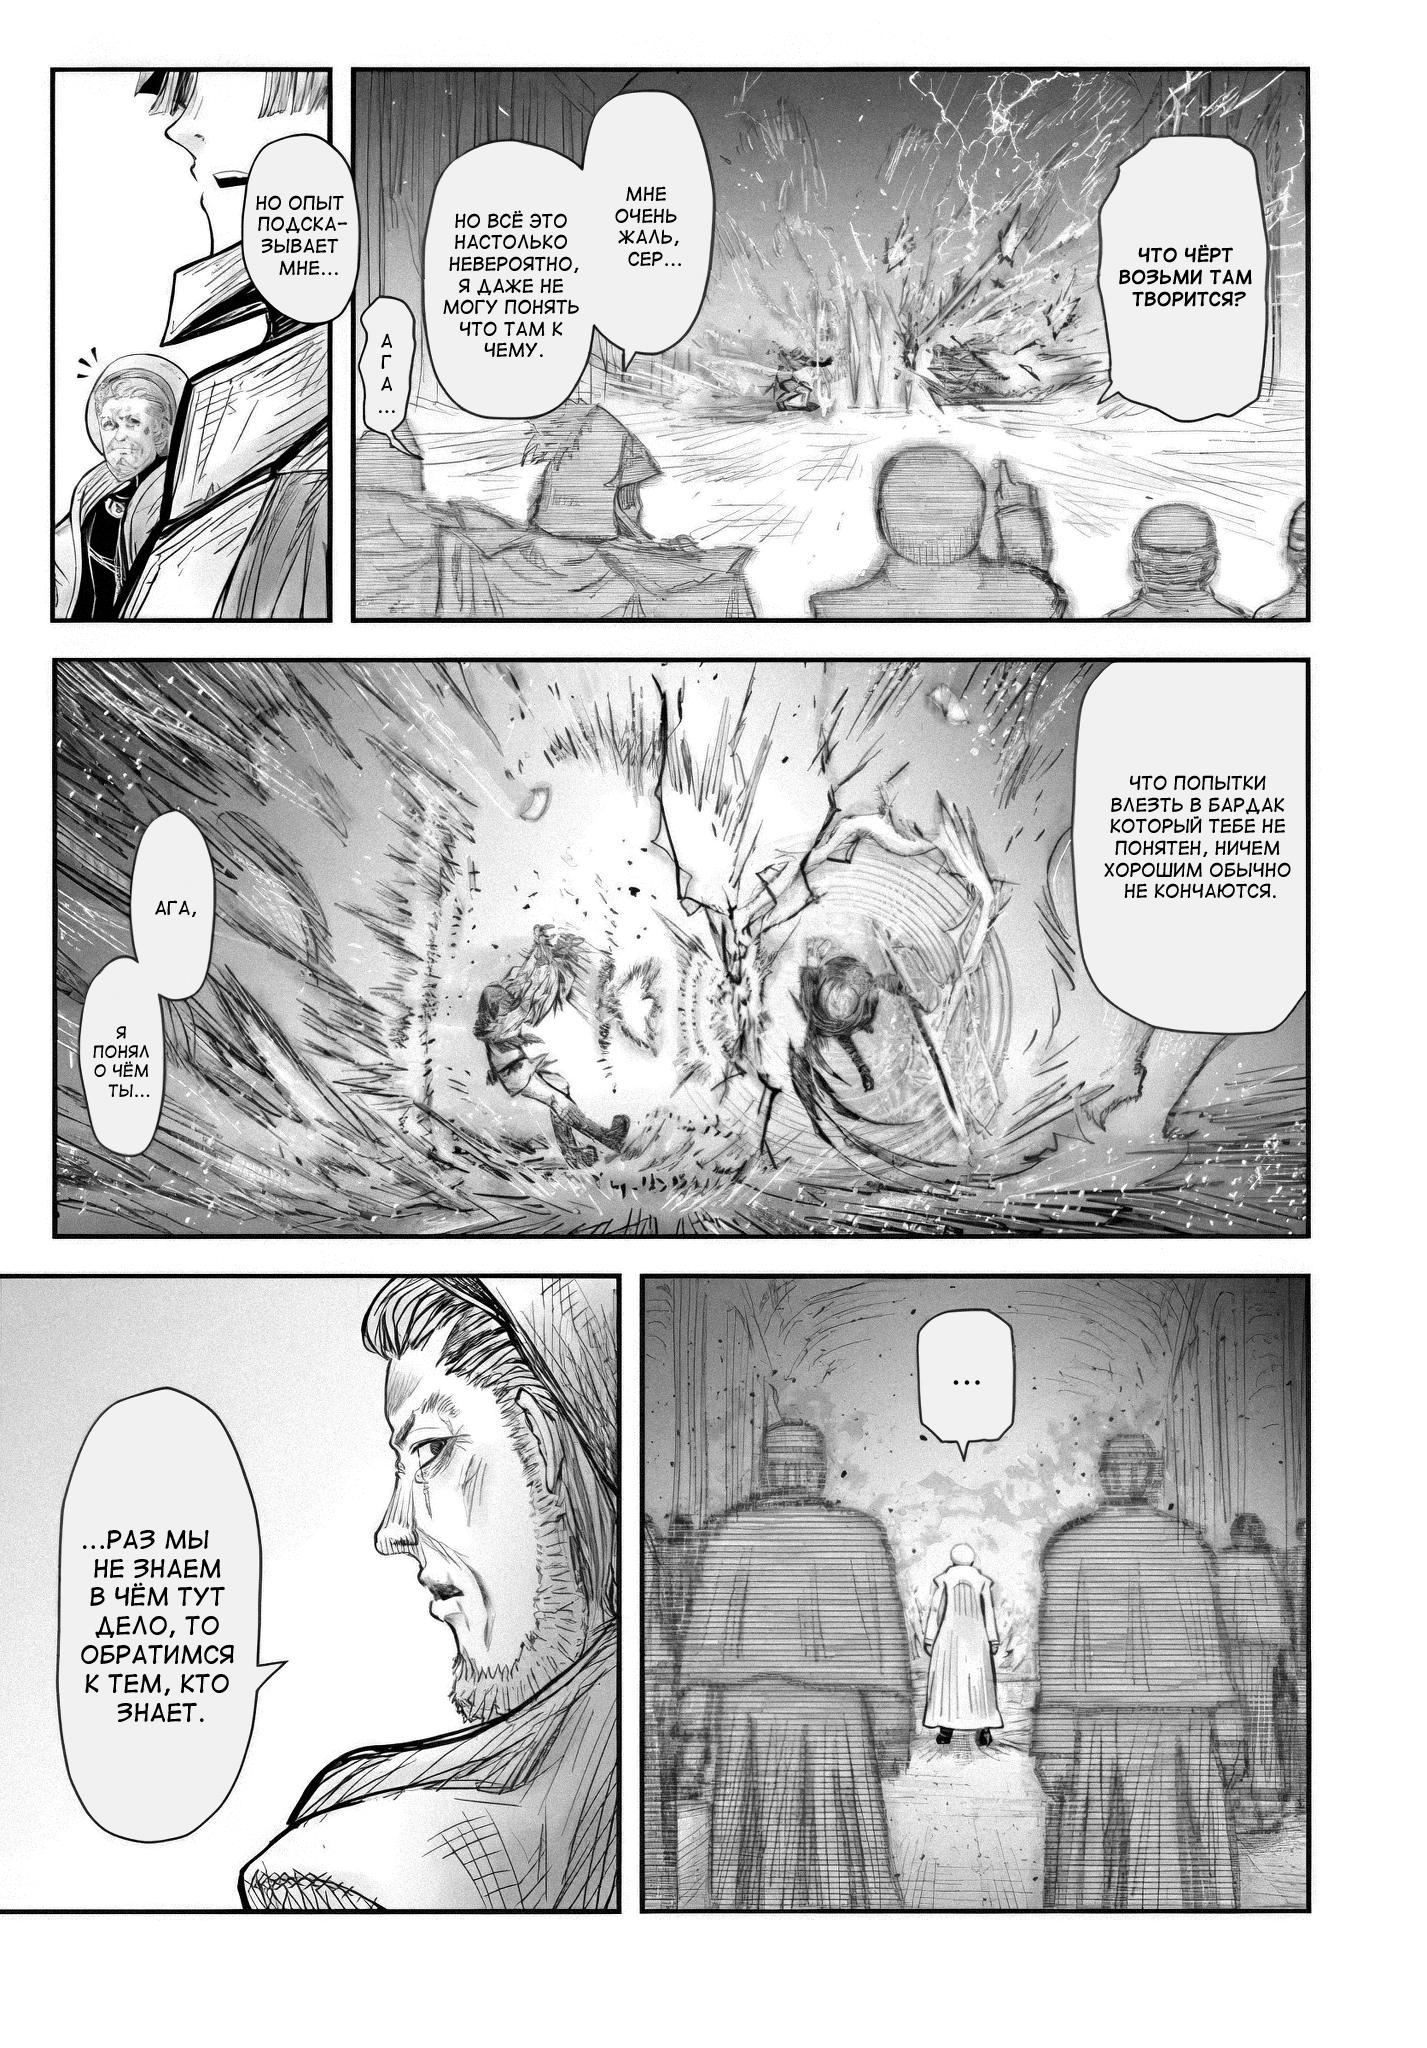 ЧТО ЧЁРТ
ВОЗЬМИ ТАМ
ТВОРИТСЯ?
МНЕ
ОЧЕНЬ
ЖАЛЬ,
СЕР...
НО ВСЁ ЭТО
НАСТОЛЬКО
НЕВЕРОЯТНО,
Я ДАЖЕ НЕ
МОГУ ПОНЯТЬ
ЧТО ТАМ К
ЧЕМУ.
А
Г
А
...
НО ОПЫТ
ПОДСКА-
ЗЫВАЕТ
МНЕ...
ЧТО ПОПЫТКИ
ВЛЕЗТЬ В БАРДАК
КОТОРЫЙ ТЕБЕ НЕ
ПОНЯТЕН, НИЧЕМ
ХОРОШИМ ОБЫЧНО
НЕ КОНЧАЮТСЯ.
АГА,
Я
ПОНЯЛ
О ЧЁМ
ТЫ...
...
...РАЗ МЫ
НЕ ЗНАЕМ
В ЧЁМ ТУТ
ДЕЛО, ТО
ОБРАТИМСЯ
К ТЕМ, КТО
ЗНАЕТ.